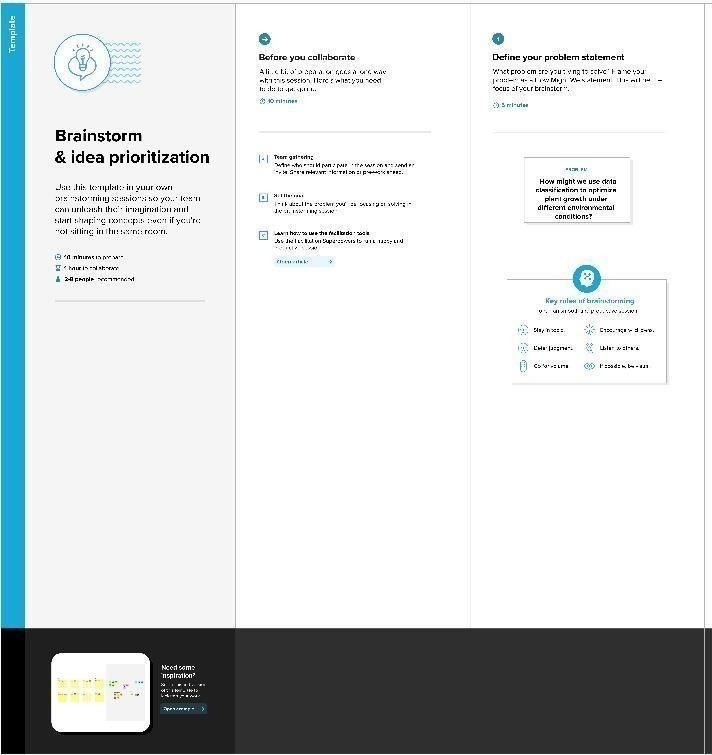 Template
Brainstorm
& idea prioritization
Use this template in your own
brainstorming sessions so your team
can unleash their imagination and
start shaping concepts even if you're
not sitting in the same room.
10 minutes to prepare
1 hour to collaborate
2-8 people recommended
Before you collaborate
A little bit of preparation goes a long way
with this session. Here's what you need
to do to get going.
10 minutes
A
Team gathering
Define who should participate in the session and send an
invite. Share relevant information or pre-work ahead.
B
Set the goal
Think about the problem you'll be focusing on solving in
the brainstorming session.
C
Learn how to use the facilitation tools
Use the Facilitation Superpowers to run a happy and
productive session.
Open article
1
Define your problem statement
What problem are you trying to solve? Frame your
problem as a How Might We statement. This will be the
focus of your brainstorm.
5 minutes
PROBLEM
How might we use data
classification to optimize
plant growth under
different environmental
conditions?
Key rules of brainstorming
To run an smooth and productive session
Stay in topic.
Encourage wild ideas.
Defer judgment.
Listen to others.
Go for volume.
If possible, be visual.
Need some
inspiration?
Open example